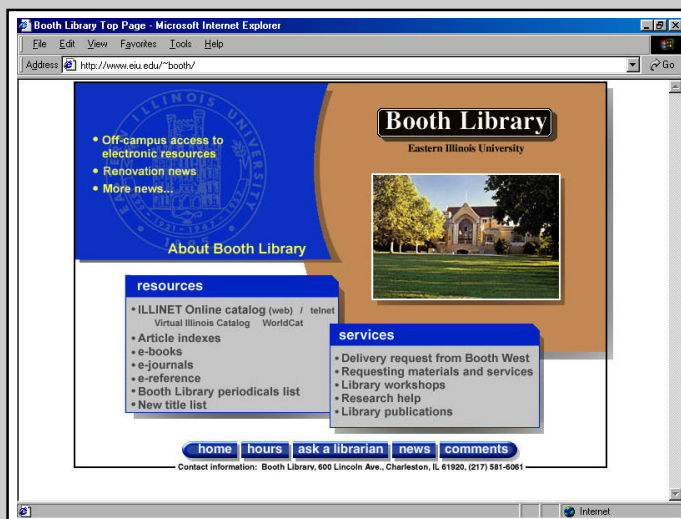 Booth Library Top Page - Microsoft Internet Explorer
File Edit View Favorites Tools Help
Address http://www.eiu.edu/~booth/ Go
EASTERN ILLINOIS UNIVERSITY
• Off-campus access to
electronic resources
• Renovation news
• More news...
About Booth Library
Booth Library
Eastern Illinois University
resources
• ILLINET Online catalog (web) / telnet
Virtual Illinois Catalog WorldCat
• Article indexes
• e-books
• e-journals
• e-reference
• Booth Library periodicals list
• New title list
services
• Delivery request from Booth West
• Requesting materials and services
• Library workshops
• Research help
• Library publications
home hours ask a librarian news comments
Contact information: Booth Library, 600 Lincoln Ave., Charleston, IL 61920, (217) 581-6061
Internet